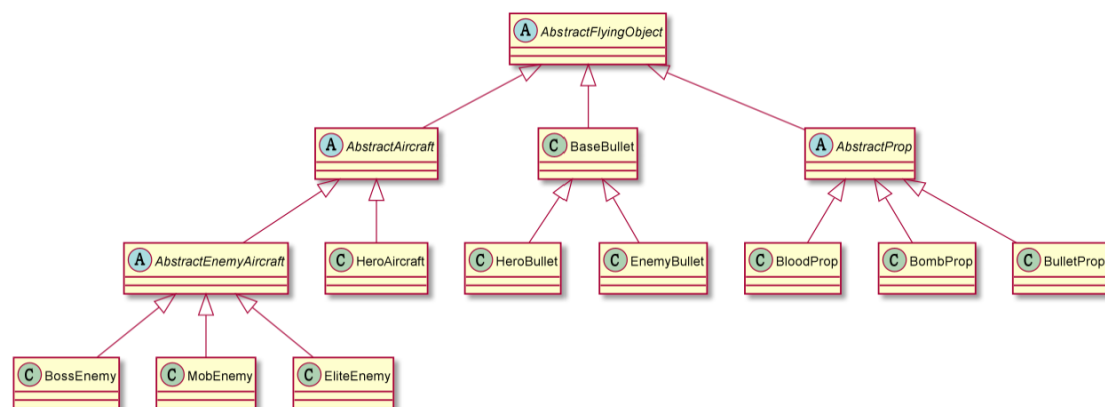 A AbstractFlyingObject
A AbstractAircraft
C BaseBullet
A AbstractProp
A AbstractEnemyAircraft
C HeroAircraft
C HeroBullet
C EnemyBullet
C BloodProp
C BombProp
C BulletProp
C BossEnemy
C MobEnemy
C EliteEnemy